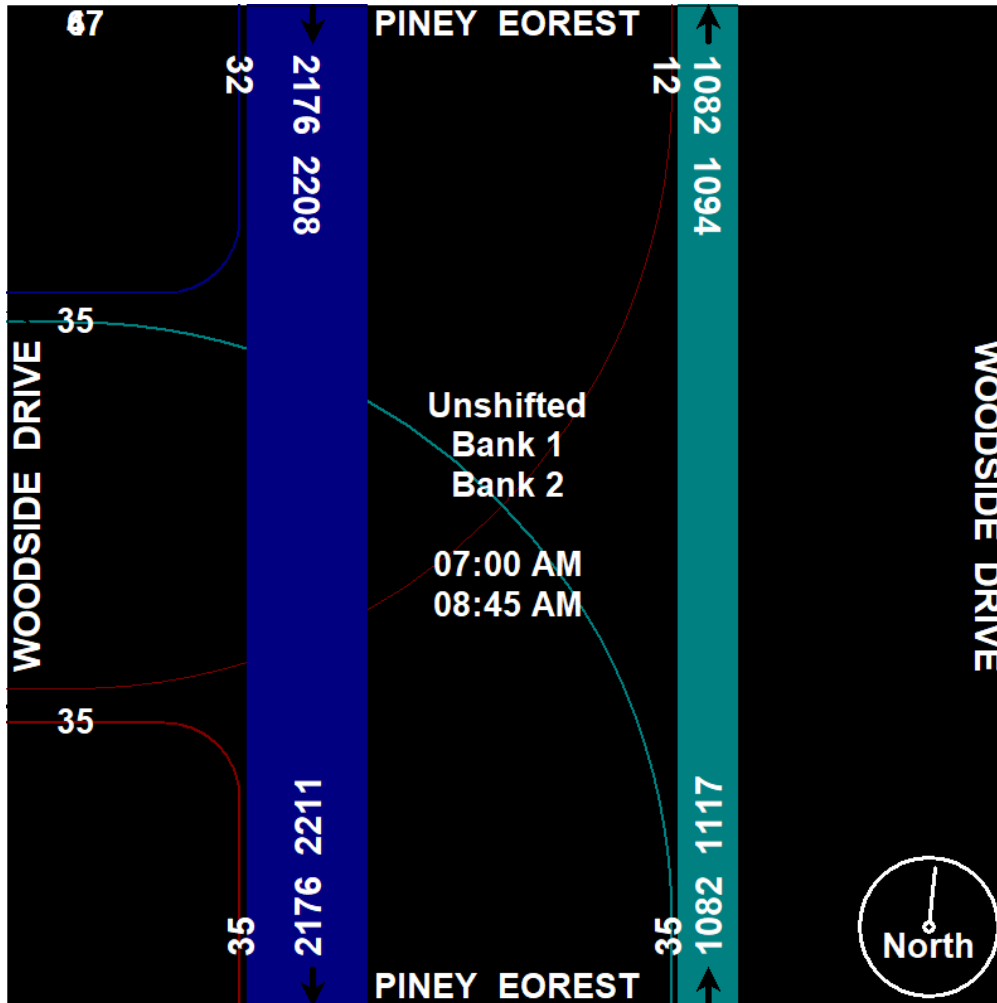 PINEY EOREST
32
2176 2208
12
1082 1094
35
WOODSIDE DRIVE
Unshifted
Bank 1
Bank 2
07:00 AM
08:45 AM
WOODSIDE DRIVE
35
35
2176 2211
35
1082 1117
North
PINEY EOREST